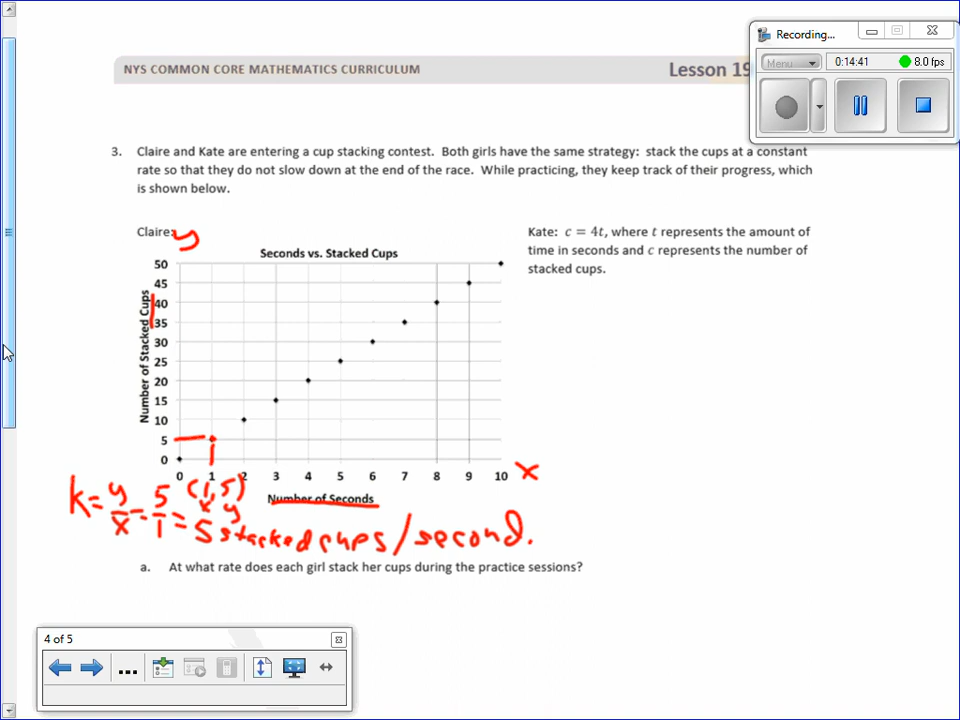 Recording...
Menu
0:14:41
8.0 fps
NYS COMMON CORE MATHEMATICS CURRICULUM
Lesson 19
3. Claire and Kate are entering a cup stacking contest. Both girls have the same strategy: stack the cups at a constant
rate so that they do not slow down at the end of the race. While practicing, they keep track of their progress, which
is shown below.
Claire:
y
Kate: c = 4t, where t represents the amount of
time in seconds and c represents the number of
stacked cups.
Seconds vs. Stacked Cups
Number of Stacked Cups
50
45
40
35
30
25
20
15
10
5
0
0 1 2 3 4 5 6 7 8 9 10
x
Number of Seconds
(1, 5)
x y
k = y/x = 5/1 = 5 stacked cups/second.
a. At what rate does each girl stack her cups during the practice sessions?
4 of 5